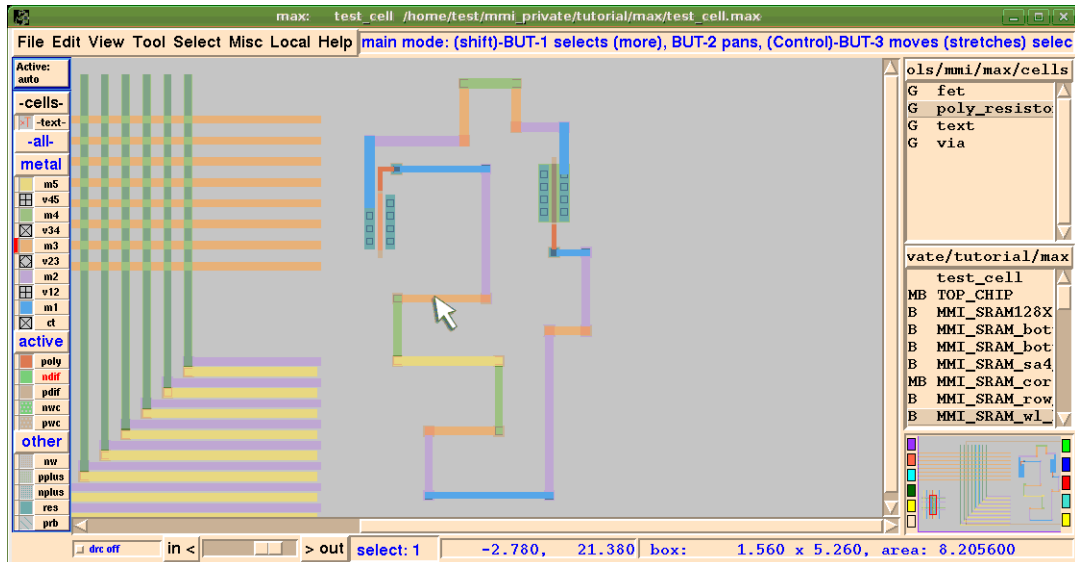 max: test_cell /home/test/mmi_private/tutorial/max/test_cell.max
File Edit View Tool Select Misc Local Help main mode: (shift)-BUT-1 selects (more), BUT-2 pans, (Control)-BUT-3 moves (stretches) selec
Active:
auto
-cells-
-text-
-all-
metal
m5
v45
m4
v34
m3
v23
m2
v12
m1
ct
active
poly
ndif
pdif
nwc
pwc
other
nw
pplus
nplus
res
prb
ols/mmi/max/cells
G fet
G poly_resisto
G text
G via
vate/tutorial/max
test_cell
MB TOP_CHIP
B MMI_SRAM128X
B MMI_SRAM_bot
B MMI_SRAM_bot
B MMI_SRAM_sa4
MB MMI_SRAM_cor
B MMI_SRAM_row
B MMI_SRAM_wl_
drc off in < > out select: 1 -2.780, 21.380 box: 1.560 x 5.260, area: 8.205600